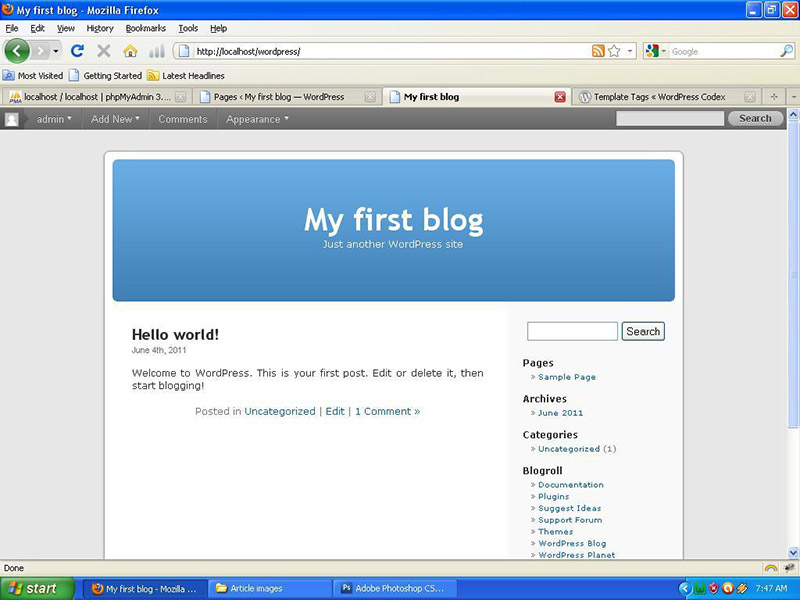 My first blog - Mozilla Firefox
File Edit View History Bookmarks Tools Help
http://localhost/wordpress/
Google
Most Visited Getting Started Latest Headlines
localhost / localhost | phpMyAdmin 3.... Pages ‹ My first blog — WordPress My first blog Template Tags « WordPress Codex
admin Add New Comments Appearance Search
My first blog
Just another WordPress site
Hello world!
June 4th, 2011
Welcome to WordPress. This is your first post. Edit or delete it, then
start blogging!
Posted in Uncategorized | Edit | 1 Comment »
Search
Pages
» Sample Page
Archives
» June 2011
Categories
» Uncategorized (1)
Blogroll
» Documentation
» Plugins
» Suggest Ideas
» Support Forum
» Themes
» WordPress Blog
» WordPress Planet
Done
start My first blog - Mozilla ... Article images Ps Adobe Photoshop CS... 7:47 AM